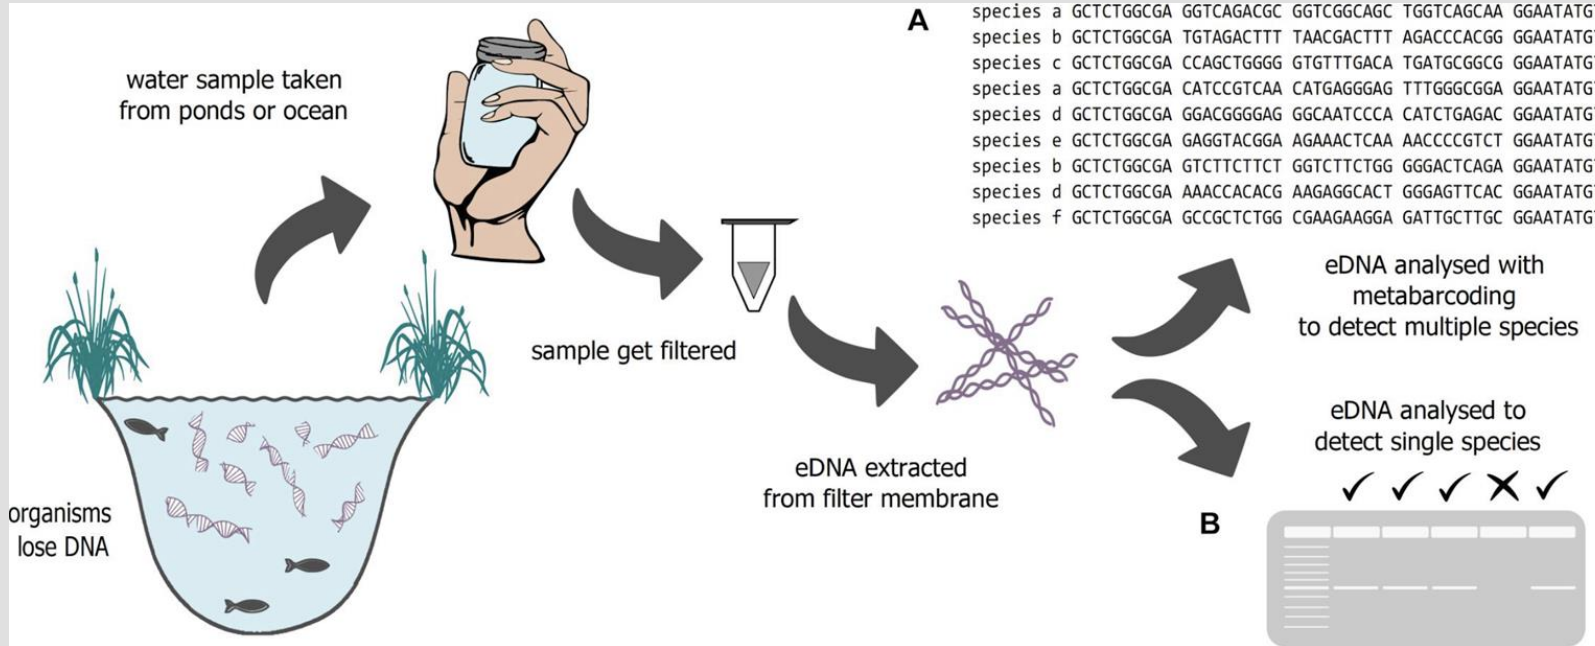 water sample taken
from ponds or ocean
organisms
lose DNA
sample get filtered
eDNA extracted
from filter membrane
A
species a GCTCTGGCGA GGTCAGACGC GGTCGGCAGC TGGTCAGCAA GGAATATG
species b GCTCTGGCGA TGTAGACTTT TAACGACTTT AGACCCACGG GGAATATG
species c GCTCTGGCGA CCAGCTGGGG GTGTTTGACA TGATGCGGCG GGAATATG
species a GCTCTGGCGA CATCCGTCAA CATGAGGGAG TTTGGGCGGA GGAATATG
species d GCTCTGGCGA GGACGGGGAG GGCAATCCCA CATCTGAGAC GGAATATG
species e GCTCTGGCGA GAGGTACGGA AGAAACTCAA AACCCCGTCT GGAATATG
species b GCTCTGGCGA GTCTTCTTCT GGTCTTCTGG GGGACTCAGA GGAATATG
species d GCTCTGGCGA AAACCACACG AAGAGGCACT GGGAGTTCAC GGAATATG
species f GCTCTGGCGA GCCGCTCTGG CGAAGAAGGA GATTGCTTGC GGAATATG
eDNA analysed with
metabarcoding
to detect multiple species
eDNA analysed to
detect single species
B